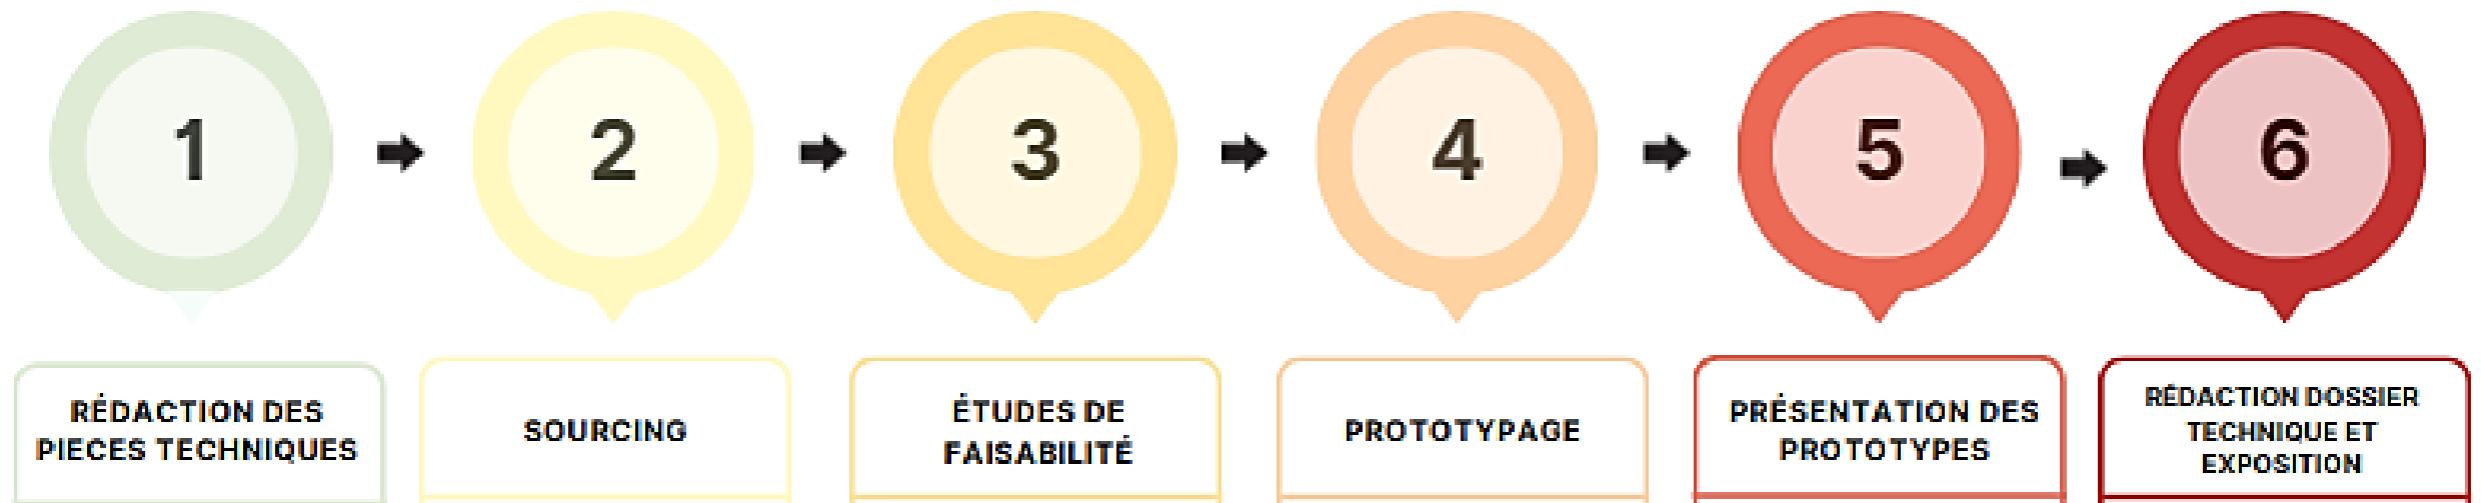 1
2
3
4
5
6
RÉDACTION DES
PIECES TECHNIQUES
SOURCING
ÉTUDES DE
FAISABILITÉ
PROTOTYPAGE
PRÉSENTATION DES
PROTOTYPES
RÉDACTION DOSSIER
TECHNIQUE ET
EXPOSITION